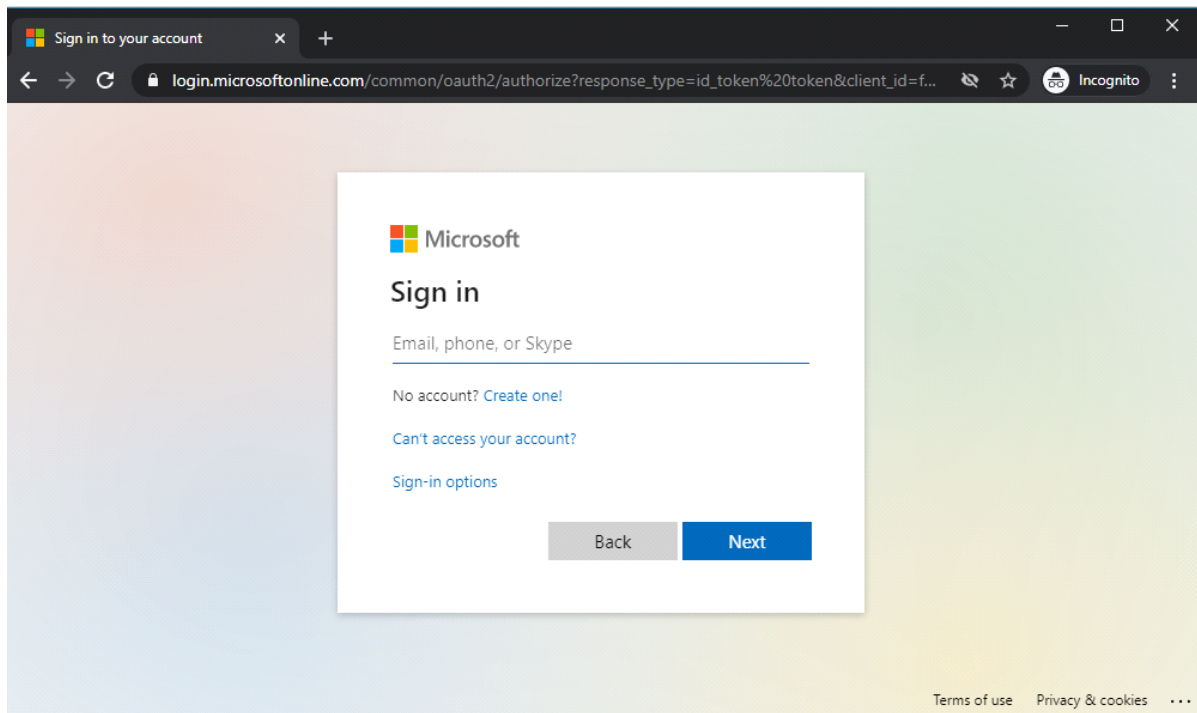 Sign in to your account
login.microsoftonline.com/common/oauth2/authorize?response_type=id_token%20token&client_id=f...
Incognito
Microsoft
Sign in
Email, phone, or Skype
No account? Create one!
Can't access your account?
Sign-in options
Back Next
Terms of use Privacy & cookies ...